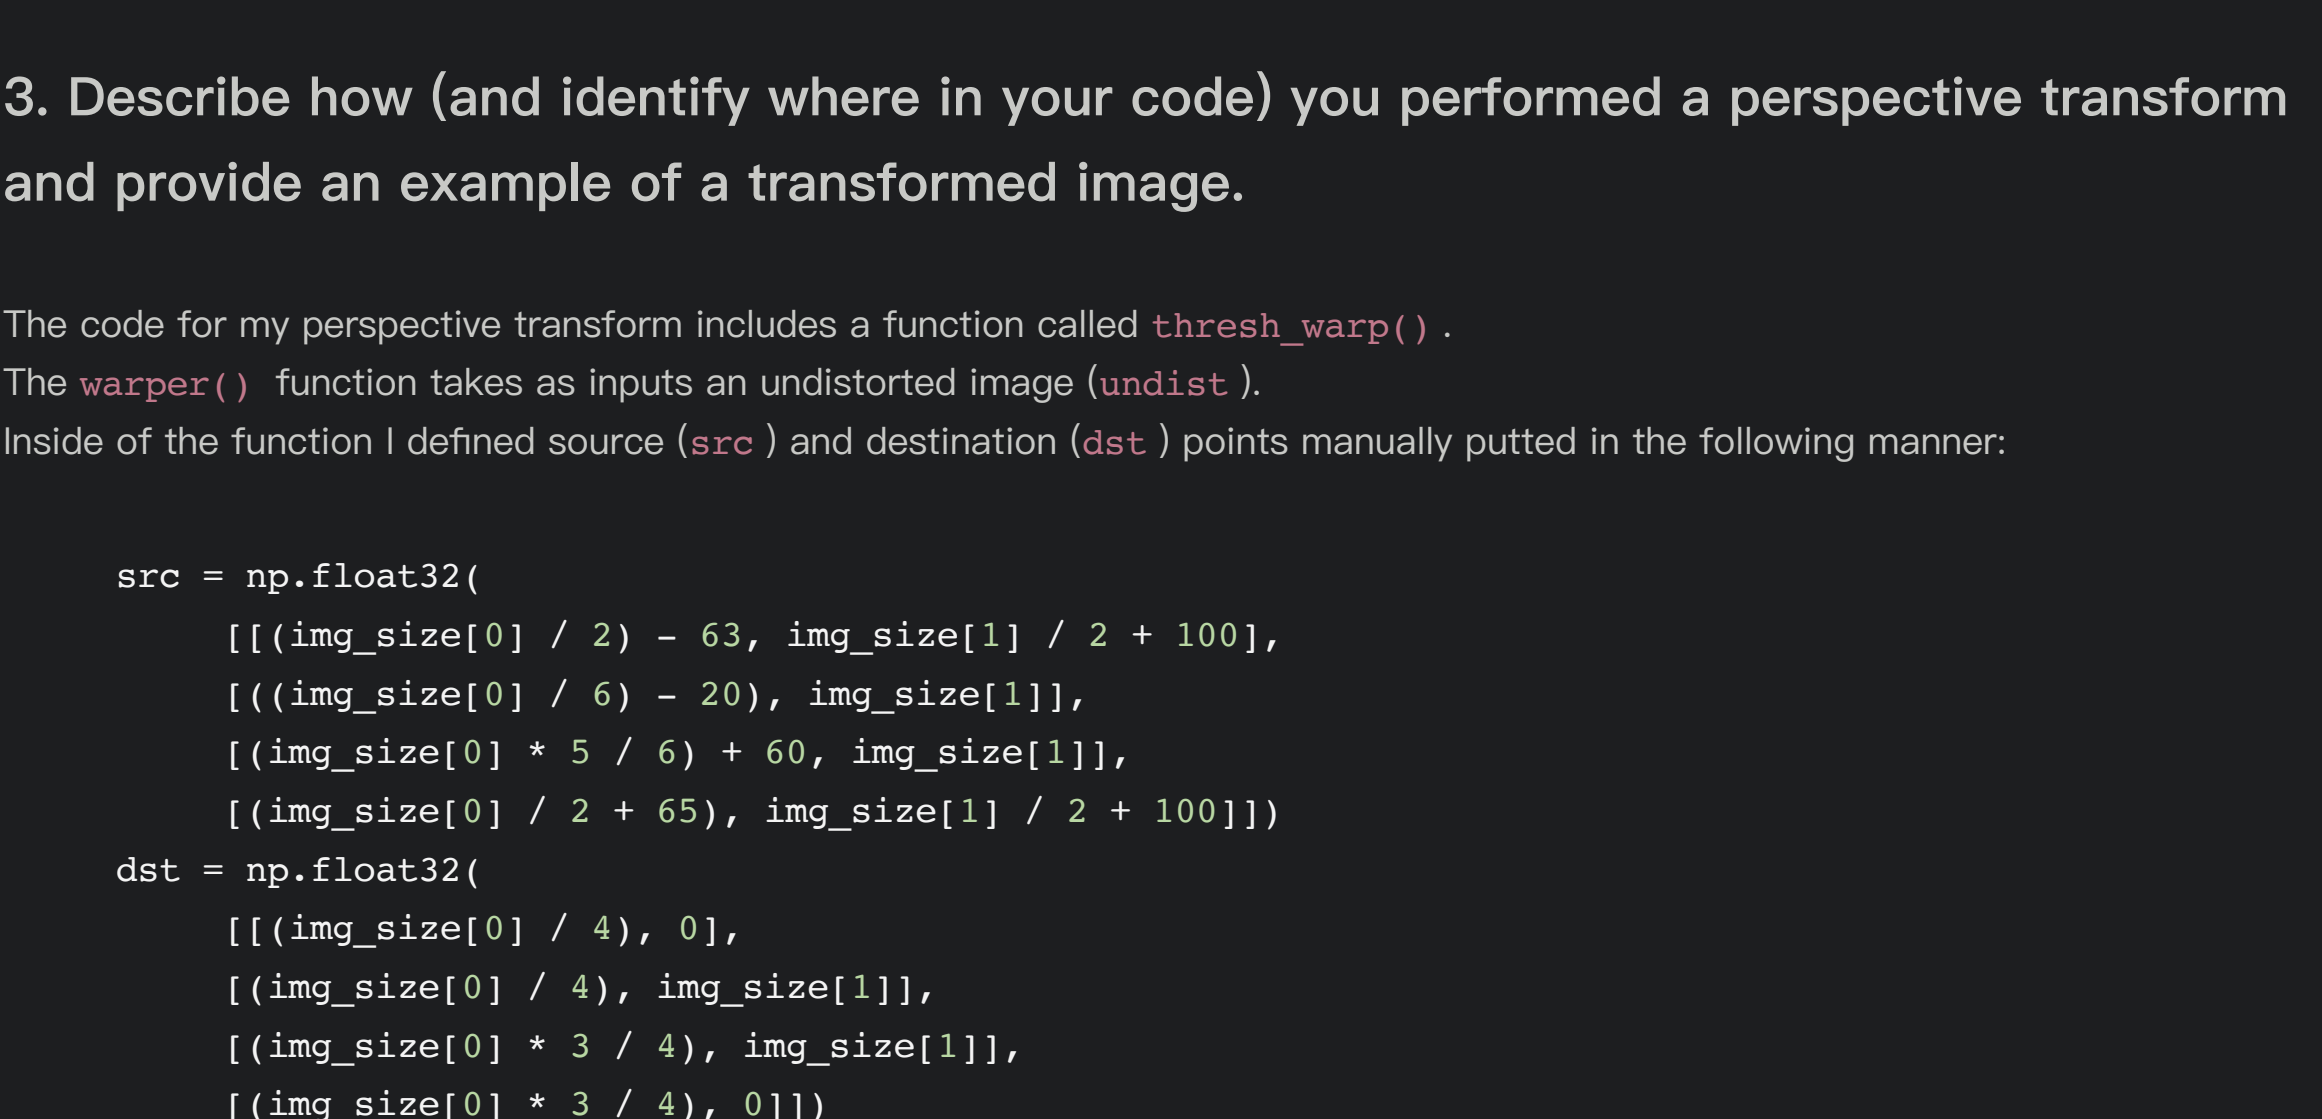 3. Describe how (and identify where in your code) you performed a perspective transform
and provide an example of a transformed image.
The code for my perspective transform includes a function called thresh_warp() .
The warper() function takes as inputs an undistorted image (undist ).
Inside of the function I defined source (src ) and destination (dst ) points manually putted in the following manner:
src = np.float32(
[[(img_size[0] / 2) - 63, img_size[1] / 2 + 100],
[((img_size[0] / 6) - 20), img_size[1]],
[(img_size[0] * 5 / 6) + 60, img_size[1]],
[(img_size[0] / 2 + 65), img_size[1] / 2 + 100]])
dst = np.float32(
[[(img_size[0] / 4), 0],
[(img_size[0] / 4), img_size[1]],
[(img_size[0] * 3 / 4), img_size[1]],
[(img_size[0] * 3 / 4), 0]])